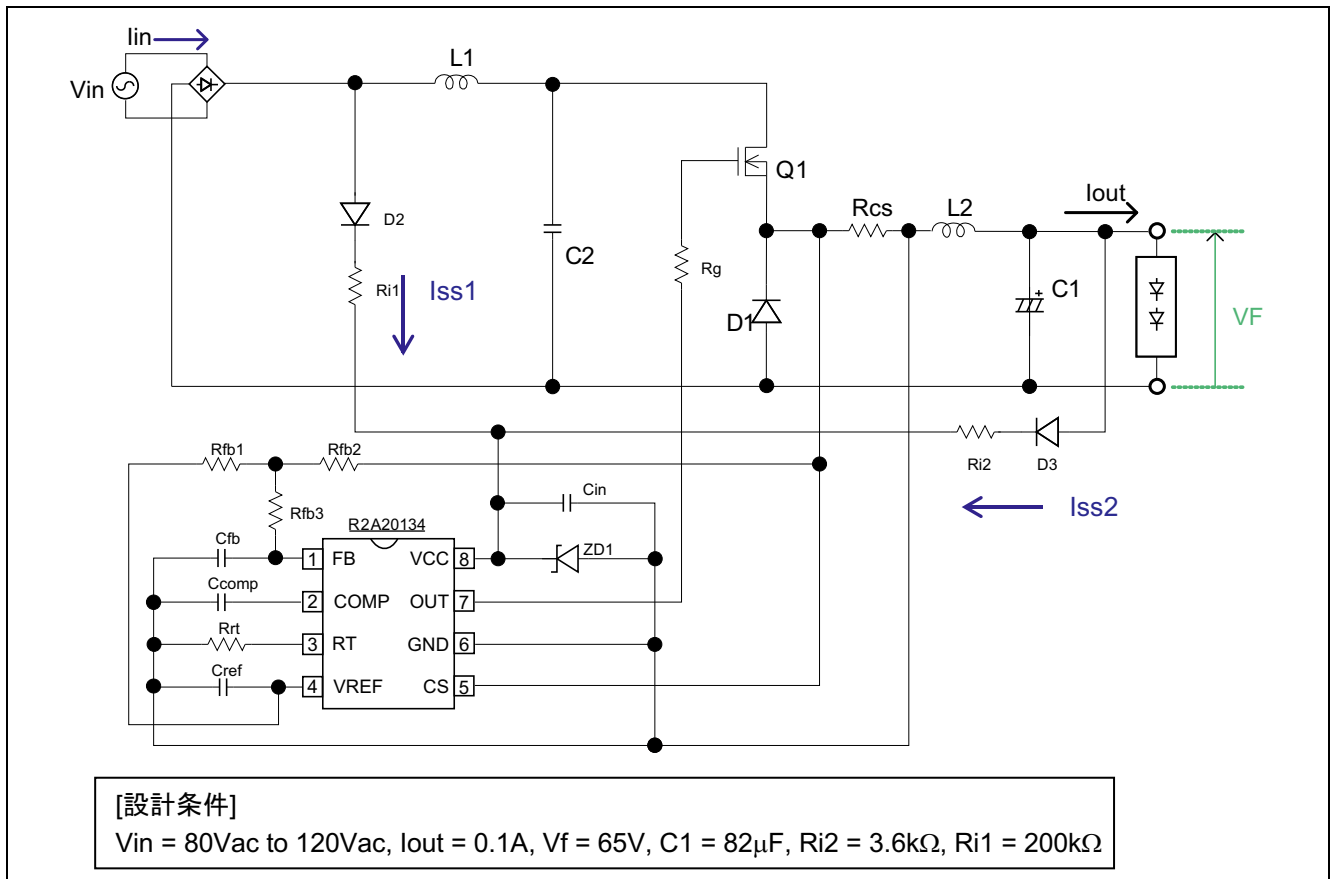 Iin
Vin
L1
Q1
D2
C2
Ri1
Iss1
Rg
D1
Rcs
L2
Iout
C1
+
VF
Rfb1
Rfb2
Rfb3
Cin
Ri2
D3
Iss2
R2A20134
ZD1
Cfb
1 FB
VCC 8
Ccomp
2 COMP
OUT 7
Rrt
3 RT
GND 6
Cref
4 VREF
CS 5
[設計条件]
Vin = 80Vac to 120Vac, Iout = 0.1A, Vf = 65V, C1 = 82μF, Ri2 = 3.6kΩ, Ri1 = 200kΩ